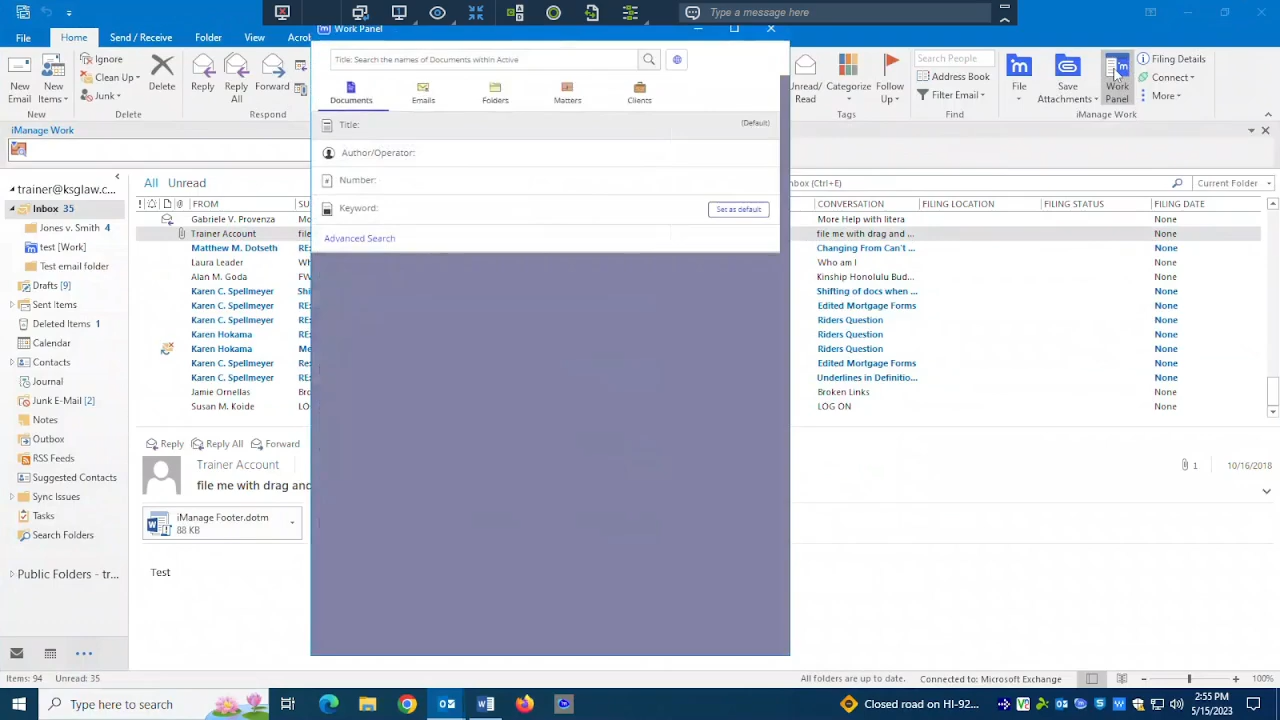 Type a message here
File Home Send / Receive Folder View Acro
Work Panel
New Email
New Items
New
Ignore
Clean Up
Junk
Delete
Delete
Reply
Reply All
Forward
Respond
Unread/ Read
Categorize
Follow Up
Tags
Search People
Address Book
Filter Email
Find
File
Save Attachments
Work Panel
Filing Details
Connect
More
iManage Work
iManage Work
Title: Search the names of Documents within Active
Documents Emails Folders Matters Clients
Title: (Default)
Author/Operator:
Number:
Keyword: Set as default
Advanced Search
trainer@ksglaw.c...
Inbox 35
Jones v. Smith 4
test [Work]
Test email folder
Drafts [9]
Sent Items
Deleted Items 1
Calendar
Contacts
Journal
Junk E-Mail [2]
Notes
Outbox
RSS Feeds
Suggested Contacts
Sync Issues
Tasks
Search Folders
Public Folders - tr...
All Unread
nbox (Ctrl+E) Current Folder
FROM SU CONVERSATION FILING LOCATION FILING STATUS FILING DATE
Gabriele V. Provenza More Help with litera None
Trainer Account file file me with drag and ... None
Matthew M. Dotseth Changing From Can't ... None
Laura Leader Who am I None
Alan M. Goda Kinship Honolulu Bud... None
Karen C. Spellmeyer Shifting of docs when ... None
Karen C. Spellmeyer RE: Edited Mortgage Forms None
Karen C. Spellmeyer RE: Riders Question None
Karen Hokama RE: Riders Question None
Karen Hokama Me Riders Question None
Karen C. Spellmeyer Edited Mortgage Forms None
Karen C. Spellmeyer Underlines in Definitio... None
Jamie Ornellas Bro Broken Links None
Susan M. Koide LOG ON None
Reply Reply All Forward
Trainer Account
file me with drag and
1 10/16/2018
iManage Footer.dotm
88 KB
Test
Items: 94 Unread: 35 All folders are up to date. Connected to: Microsoft Exchange 100%
Type here to search
Closed road on HI-92...
2:55 PM
5/15/2023